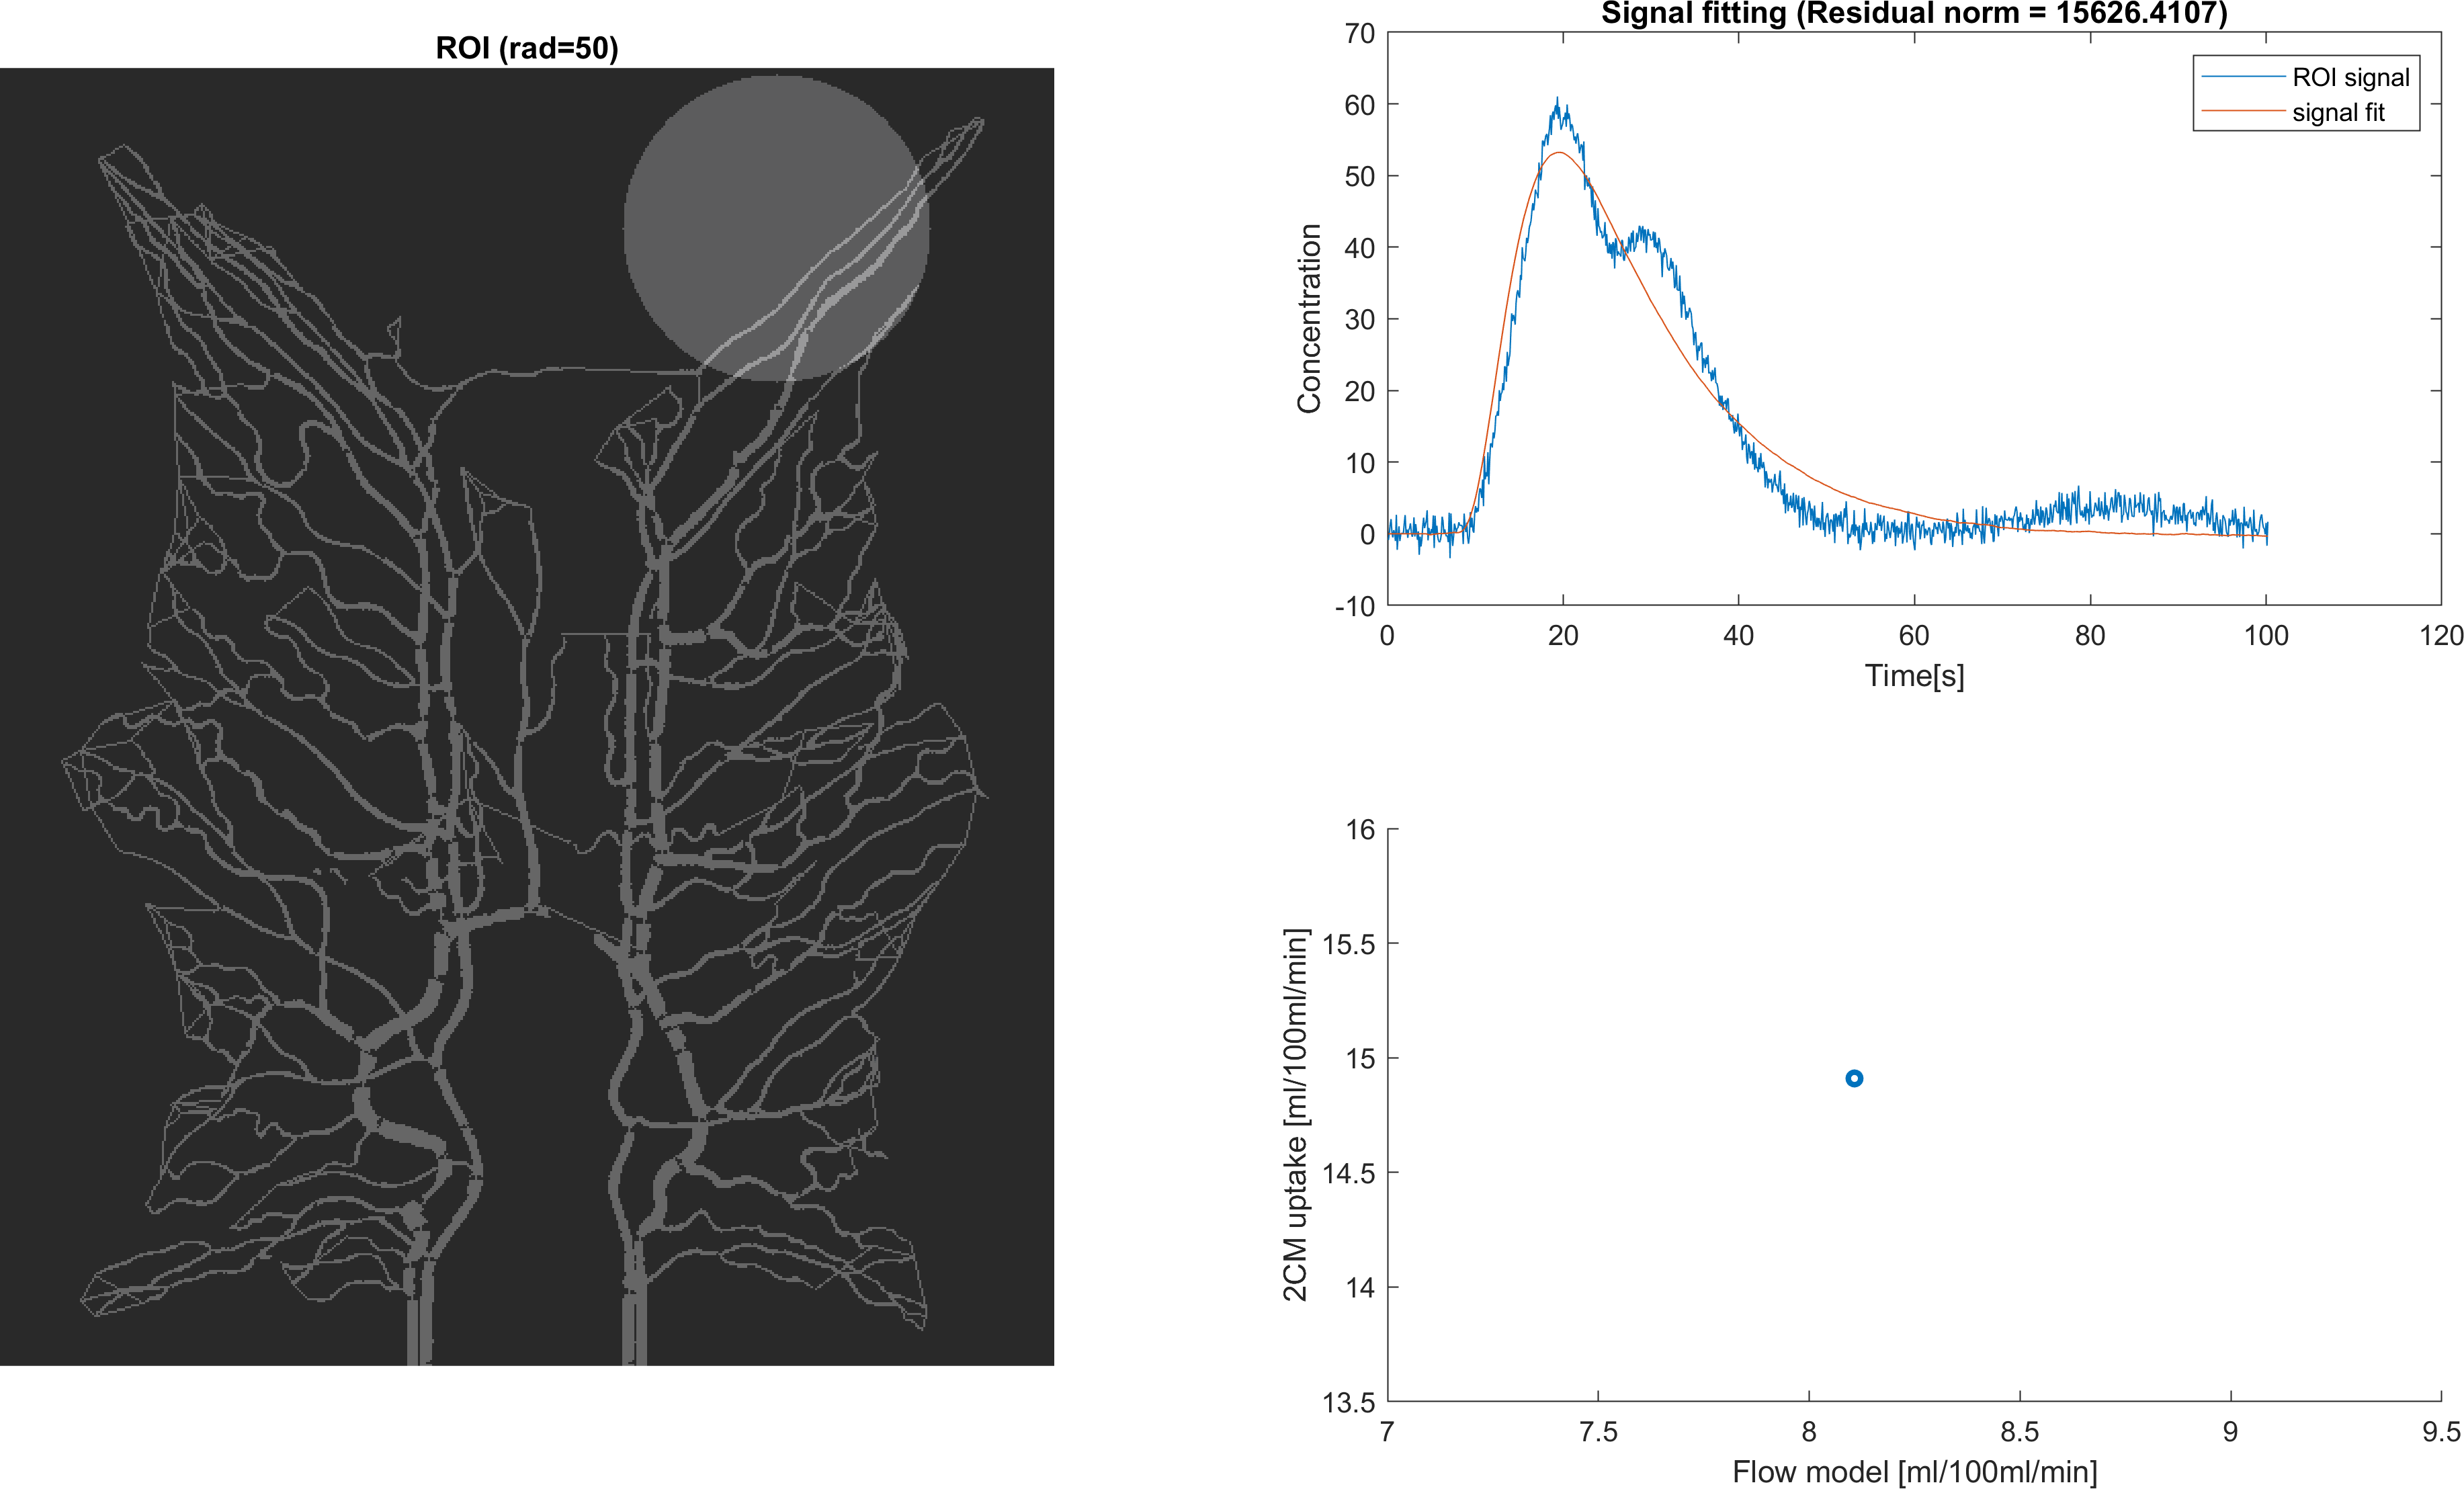 ROI (rad=50)
Signal fitting (Residual norm = 15626.4107)
70
60
50
40
30
20
10
0
-10
Concentration
ROI signal
signal fit
0 20 40 60 80 100 120
Time[s]
16
15.5
15
14.5
14
13.5
2CM uptake [ml/100ml/min]
7 7.5 8 8.5 9 9.5
Flow model [ml/100ml/min]